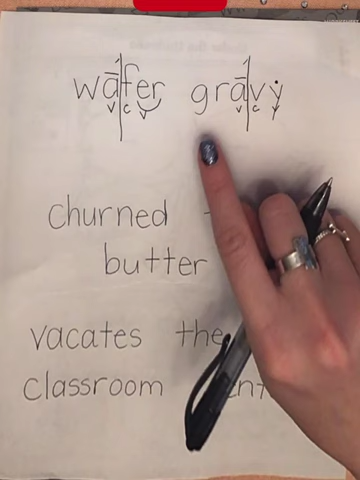 wafer gravy
churned
butter
vacates the
classroom